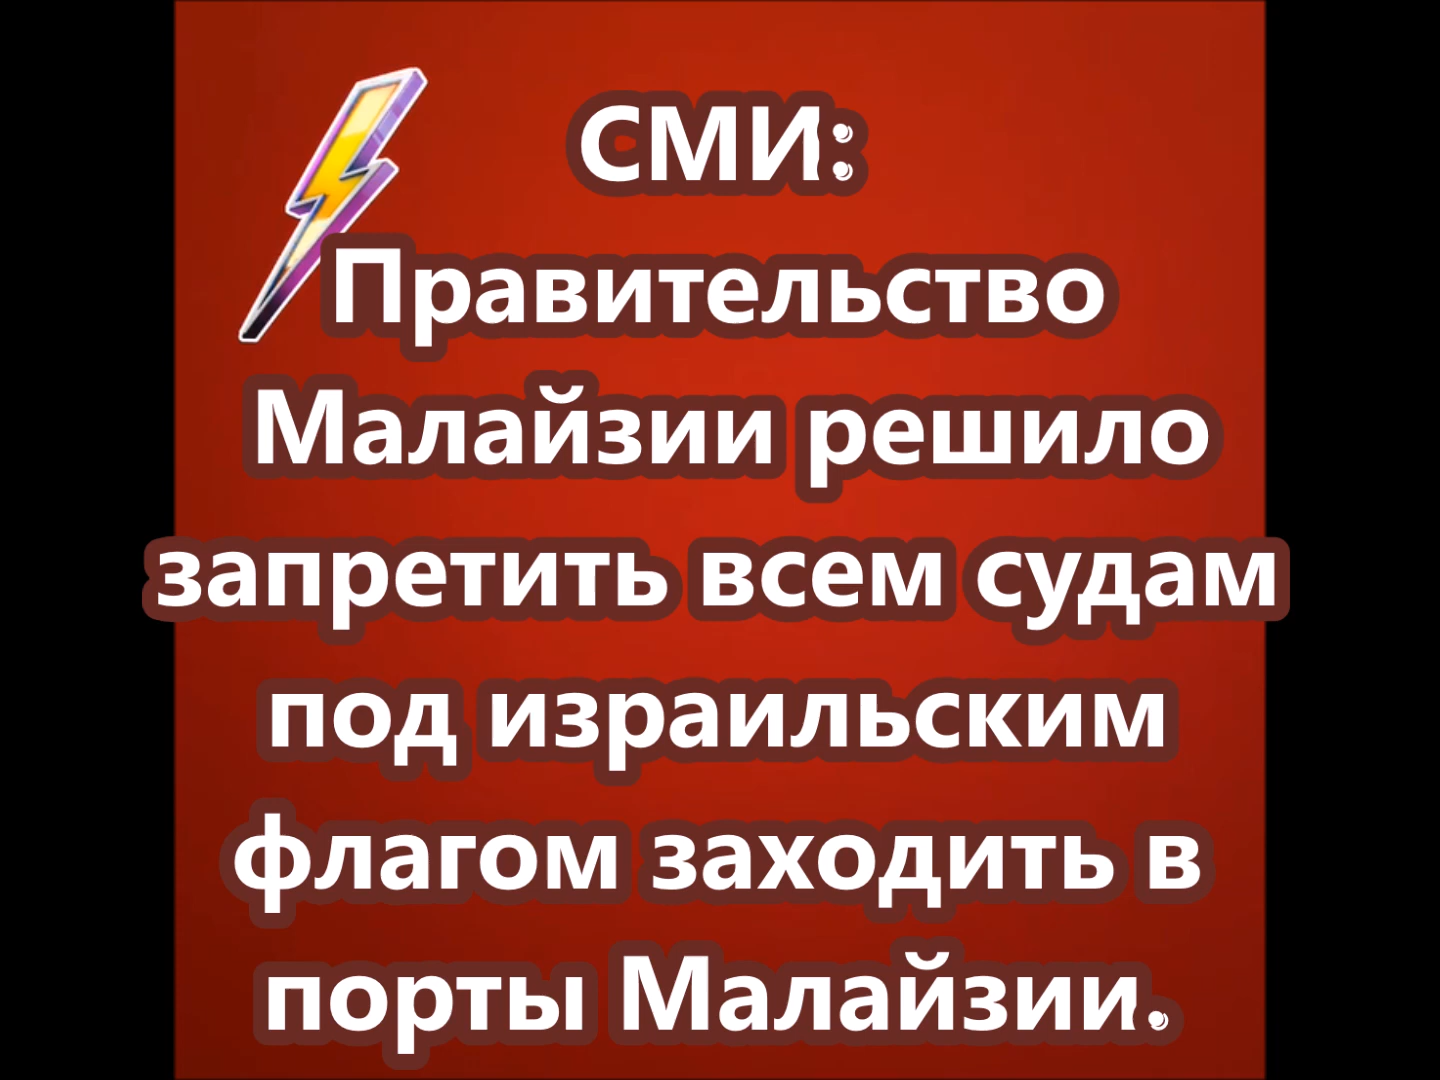 СМИ:
Правительство
Малайзии решило
запретить всем судам
под израильским
флагом заходить в
порты Малайзии.